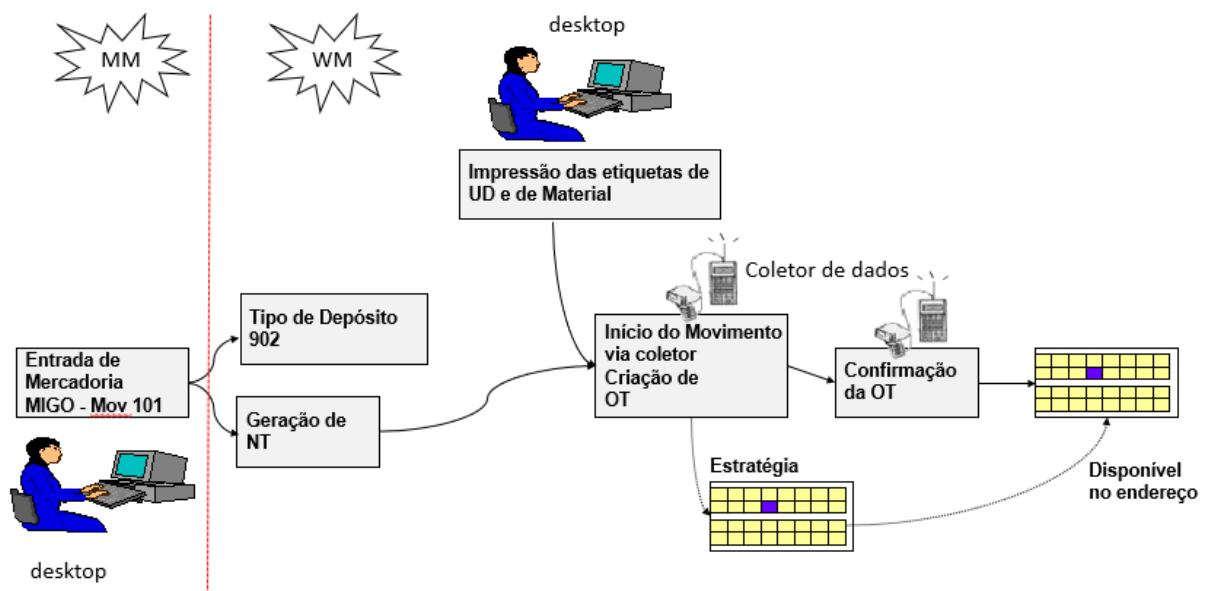 MM
WM
desktop
Impressão das etiquetas de
UD e de Material
Coletor de dados
Tipo de Depósito
902
Início do Movimento
via coletor
Criação de
OT
Entrada de
Mercadoria
MIGO - Mov 101
Confirmação
da OT
Geração de
NT
Estratégia
Disponível
no endereço
desktop